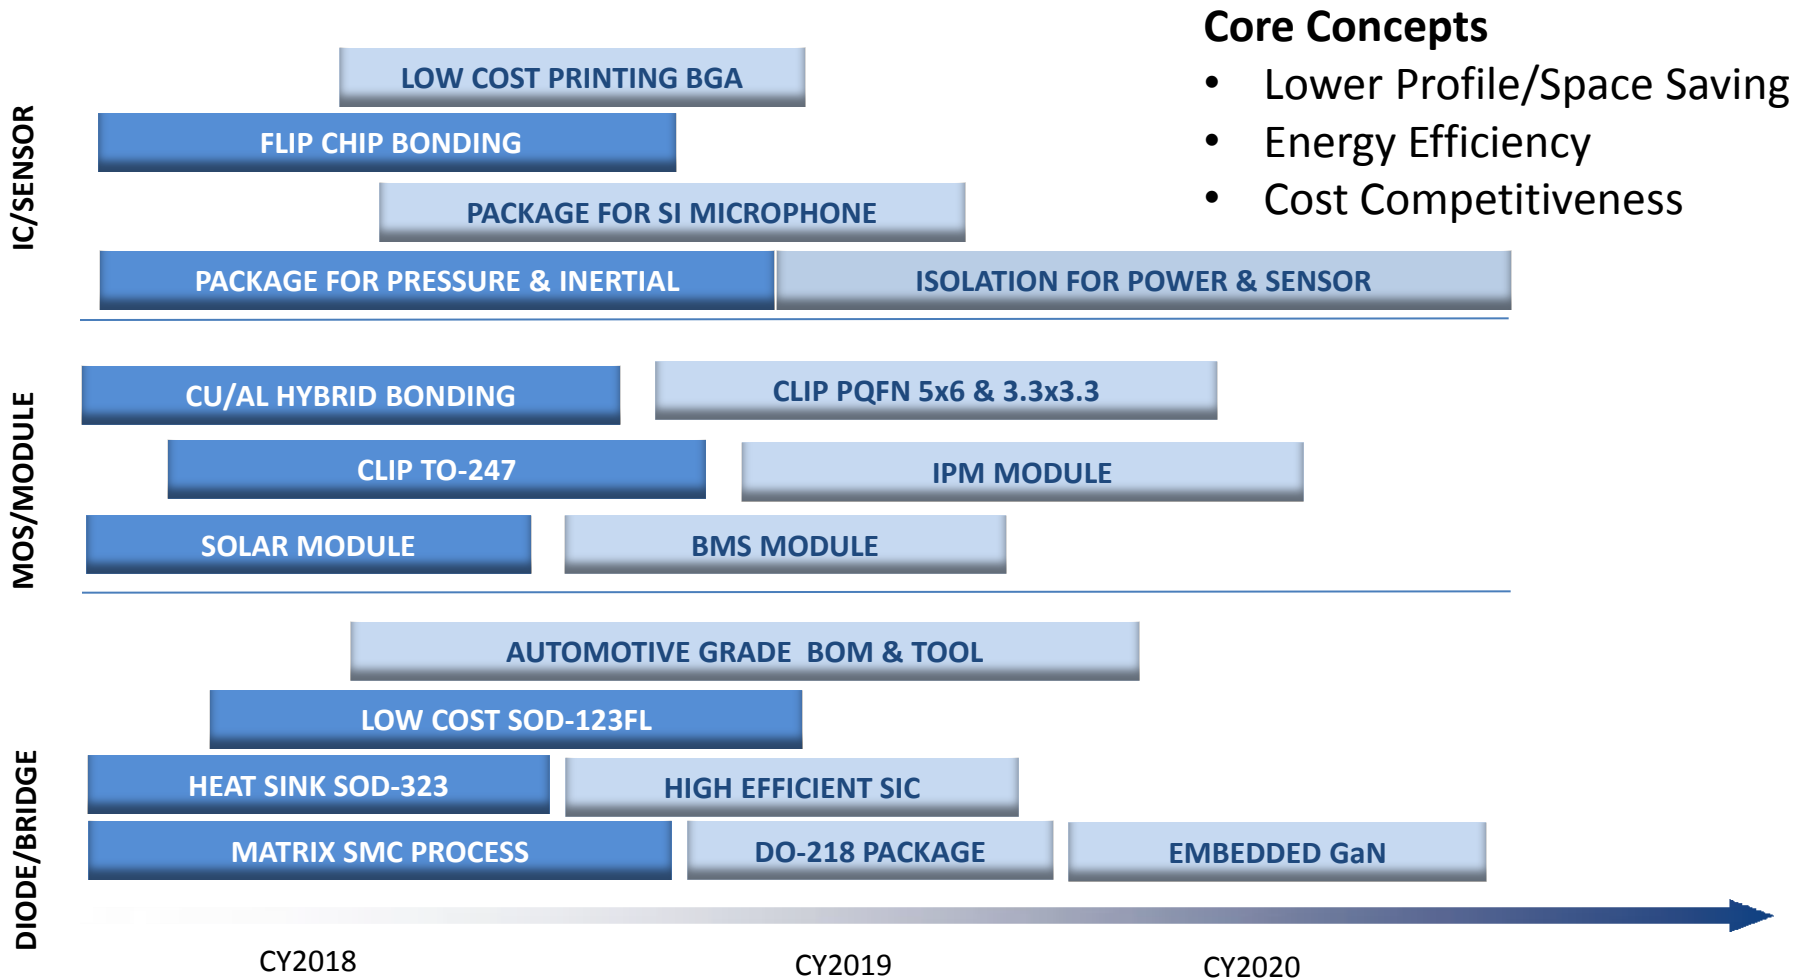 Core Concepts
• Lower Profile/Space Saving
• Energy Efficiency
• Cost Competitiveness
IC/SENSOR
LOW COST PRINTING BGA
FLIP CHIP BONDING
PACKAGE FOR SI MICROPHONE
PACKAGE FOR PRESSURE & INERTIAL
ISOLATION FOR POWER & SENSOR
MOS/MODULE
CU/AL HYBRID BONDING
CLIP PQFN 5x6 & 3.3x3.3
CLIP TO-247
IPM MODULE
SOLAR MODULE
BMS MODULE
DIODE/BRIDGE
AUTOMOTIVE GRADE  BOM & TOOL
LOW COST SOD-123FL
HEAT SINK SOD-323
HIGH EFFICIENT SIC
MATRIX SMC PROCESS
DO-218 PACKAGE
EMBEDDED GaN
CY2018
CY2019
CY2020